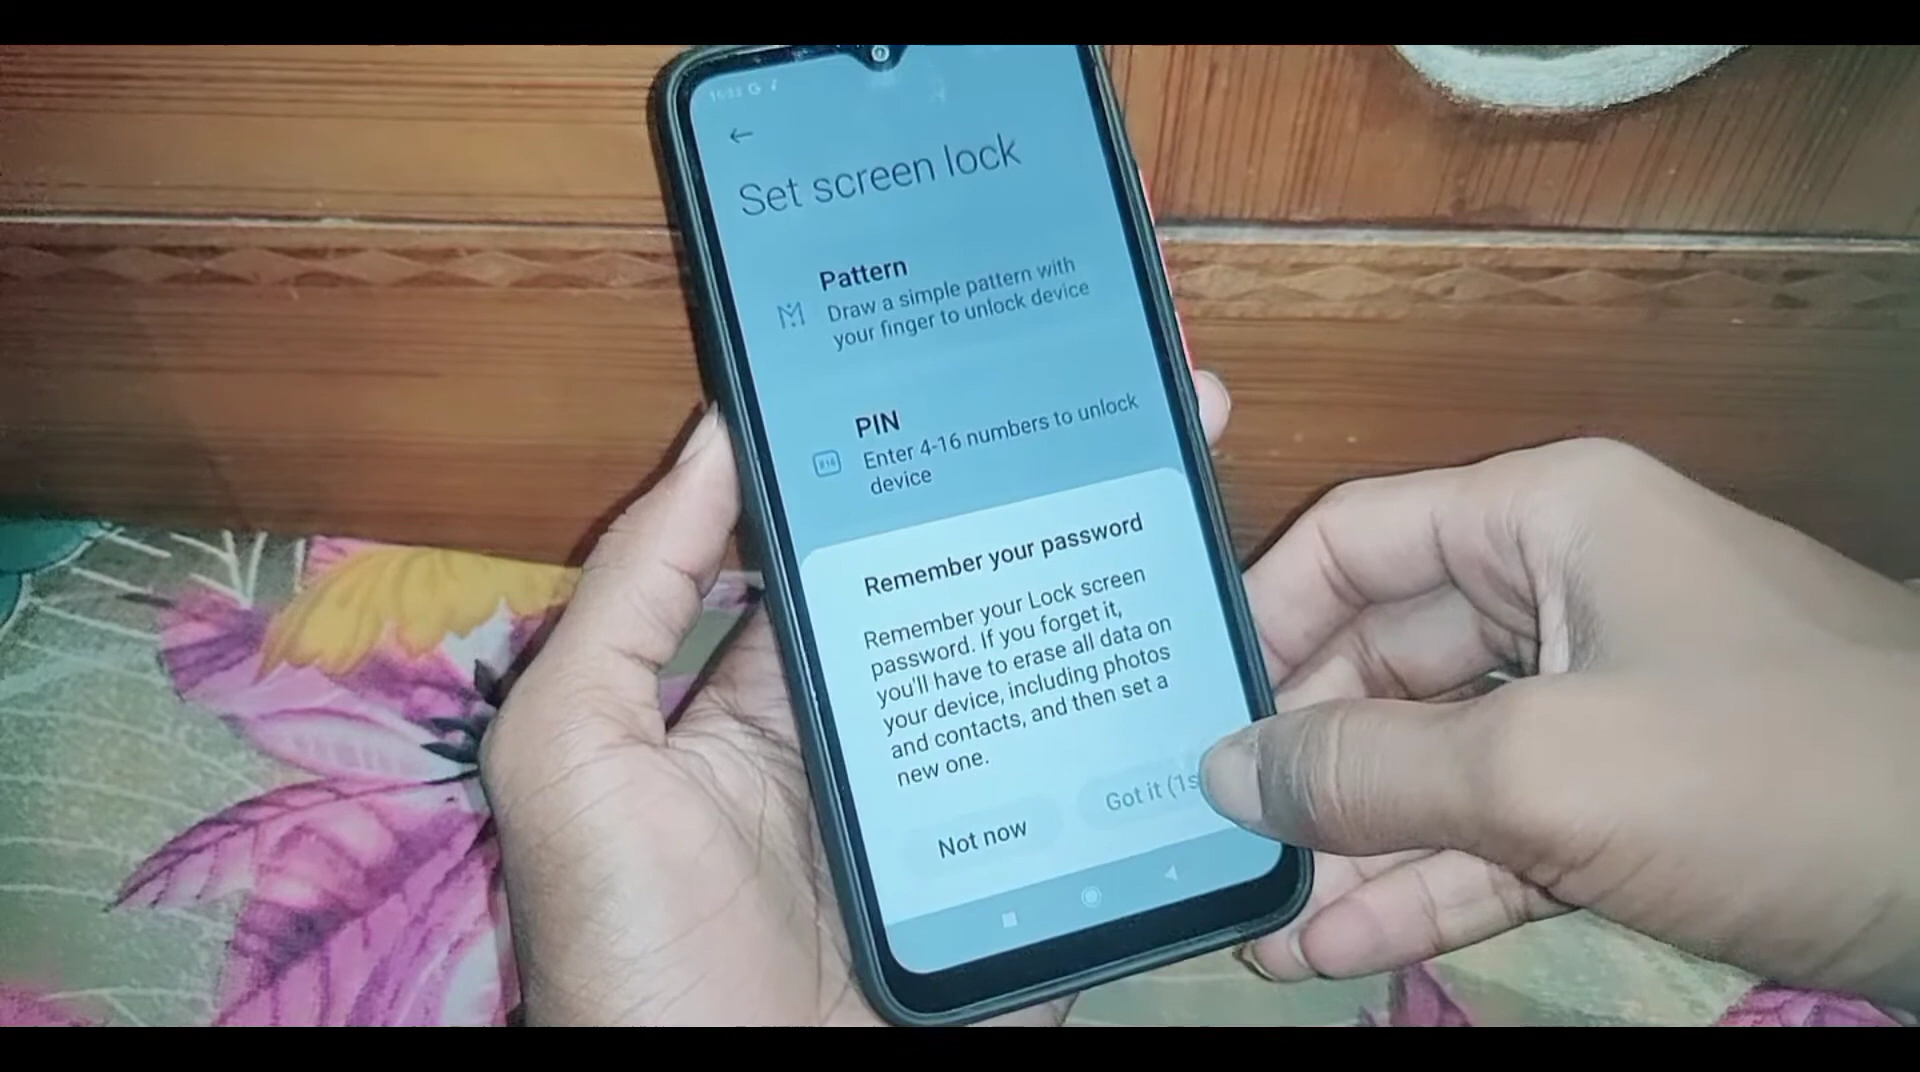 Set screen lock
Pattern
Draw a simple pattern with
your finger to unlock device
PIN
Enter 4-16 numbers to unlock
device
Remember your password
Remember your Lock screen
password. If you forget it,
you'll have to erase all data on
your device, including photos
and contacts, and then set a
new one.
Got it (1s
Not now